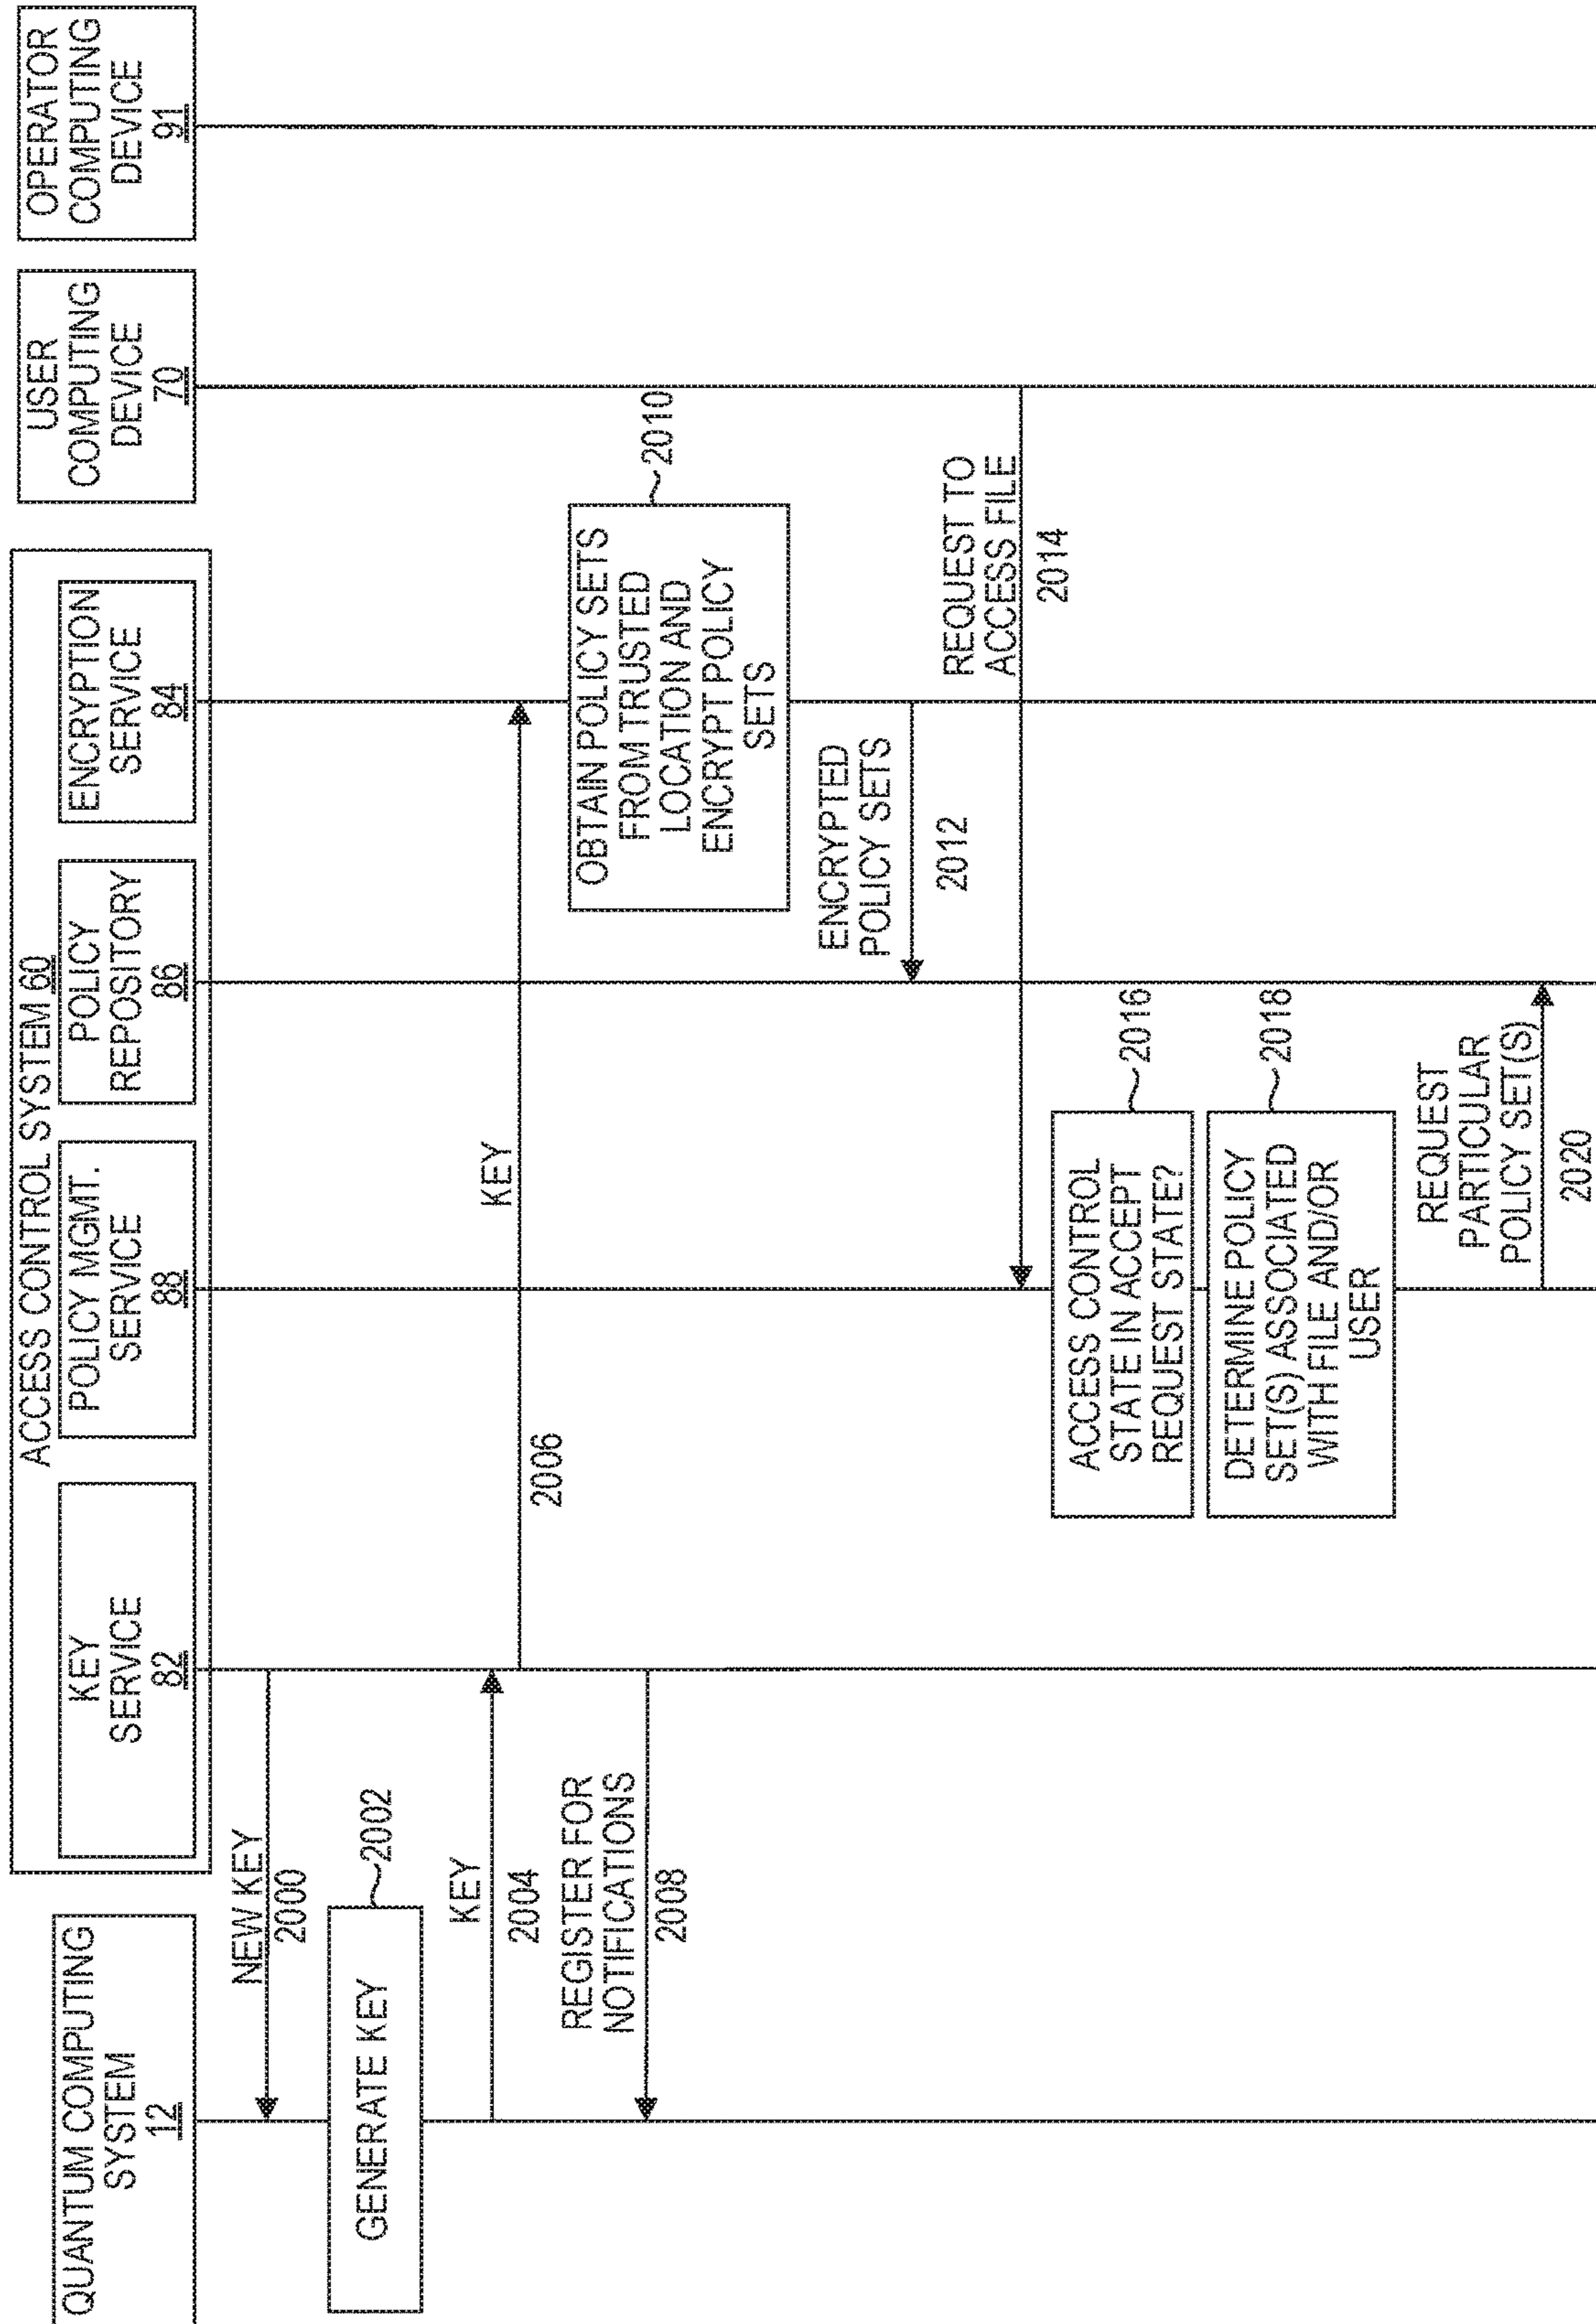 QUANTUM COMPUTING
SYSTEM
12
ACCESS CONTROL SYSTEM 60
KEY
SERVICE
82
POLICY MGMT.
SERVICE
88
POLICY
REPOSITORY
86
ENCRYPTION
SERVICE
84
USER
COMPUTING
DEVICE
70
OPERATOR
COMPUTING
DEVICE
91
NEW KEY
2000
GENERATE KEY
2002
KEY
2004
KEY
2006
REGISTER FOR
NOTIFICATIONS
2008
OBTAIN POLICY SETS
FROM TRUSTED
LOCATION AND
ENCRYPT POLICY
SETS
2010
ENCRYPTED
POLICY SETS
2012
REQUEST TO
ACCESS FILE
2014
ACCESS CONTROL
STATE IN ACCEPT
REQUEST STATE?
2016
DETERMINE POLICY
SET(S) ASSOCIATED
WITH FILE AND/OR
USER
2018
REQUEST
PARTICULAR
POLICY SET(S)
2020